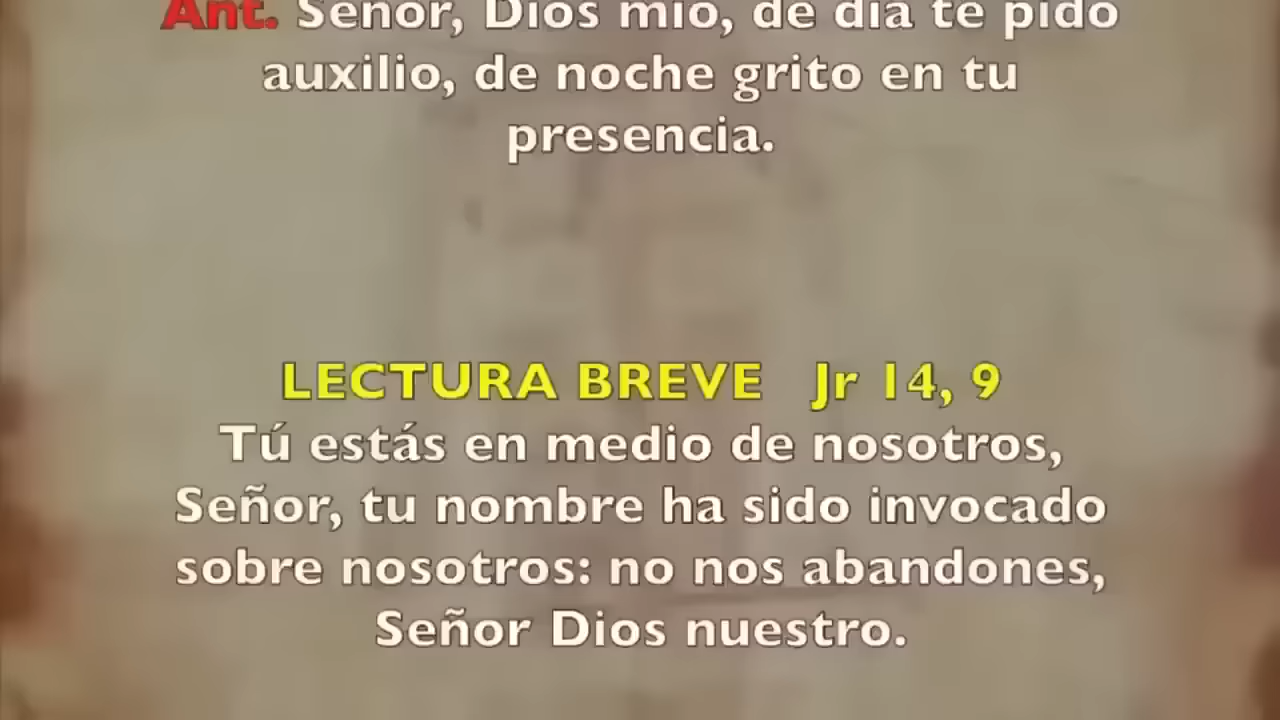 Ant. Señor, Dios mío, de día te pido
auxilio, de noche grito en tu
presencia.
LECTURA BREVE Jr 14, 9
Tú estás en medio de nosotros,
Señor, tu nombre ha sido invocado
sobre nosotros: no nos abandones,
Señor Dios nuestro.